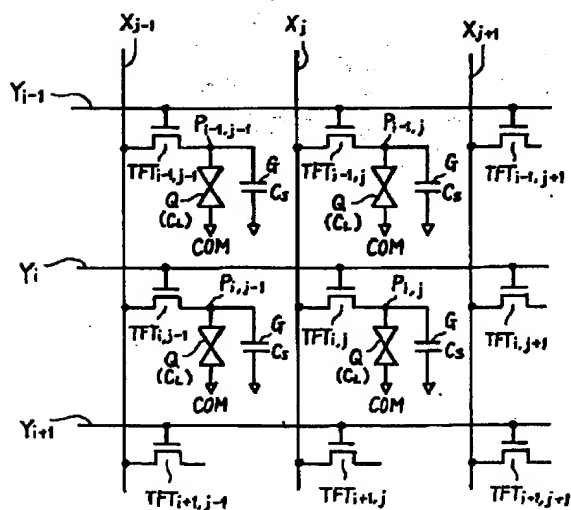 Xj-1 Xj Xj+1
Yi-1
Pi-1,j-1 Pi-1,j
G G
TFTi-1,j-1 Cs TFTi-1,j Cs TFTi-1,j+1
Q Q
(CL) (CL)
COM COM
Yi
Pi,j-1 Pi,j
G G
TFTi,j-1 Cs TFTi,j Cs TFTi,j+1
Q Q
(CL) (CL)
COM COM
Yi+1
TFTi+1,j-1 TFTi+1,j TFTi+1,j+1